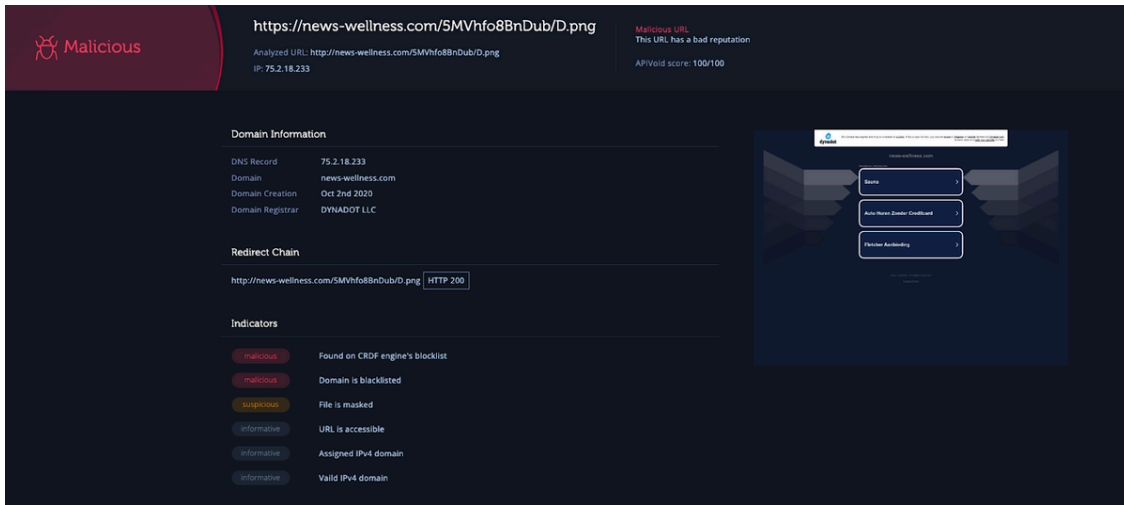 Malicious
https://news-wellness.com/5MVhfo8BnDub/D.png
Analyzed URL: http://news-wellness.com/5MVhfo8BnDub/D.png
IP: 75.2.18.233
Malicious URL
This URL has a bad reputation
APIVoid score: 100/100
Domain Information
DNS Record 75.2.18.233
Domain news-wellness.com
Domain Creation Oct 2nd 2020
Domain Registrar DYNADOT LLC
Redirect Chain
http://news-wellness.com/5MVhfo8BnDub/D.png HTTP 200
Indicators
malicious Found on CRDF engine's blocklist
malicious Domain is blacklisted
suspicious File is masked
informative URL is accessible
informative Assigned IPv4 domain
informative Vaild IPv4 domain
dynadot
news-wellness.com
Sauna
Auto Huren Zonder Creditcard
Fletcher Aanbieding